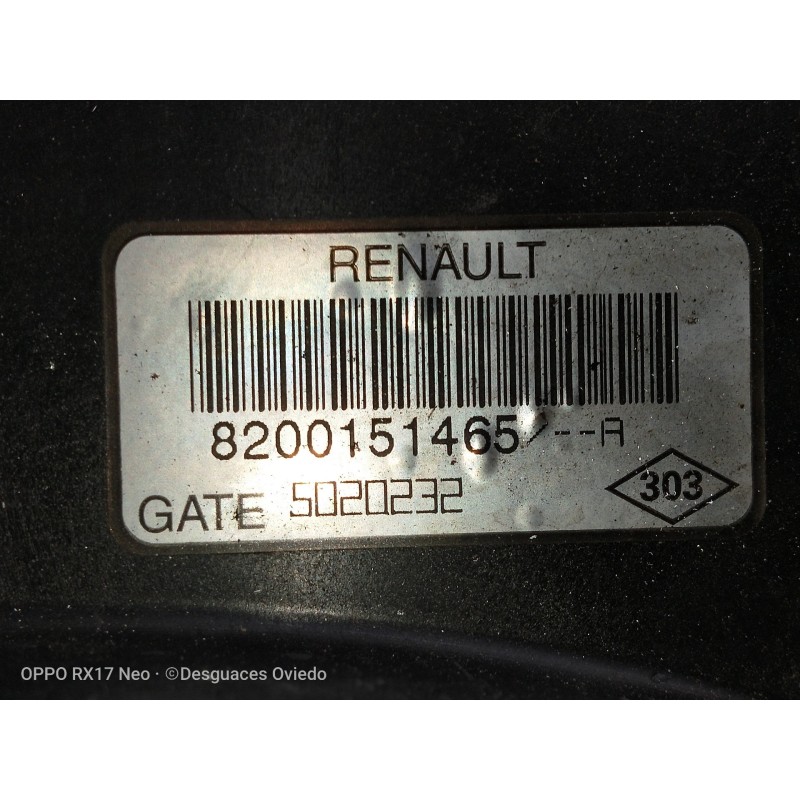 RENAULT
8200151465/--A
GATE 5020232
303
OPPO RX17 Neo · ©Desguaces Oviedo